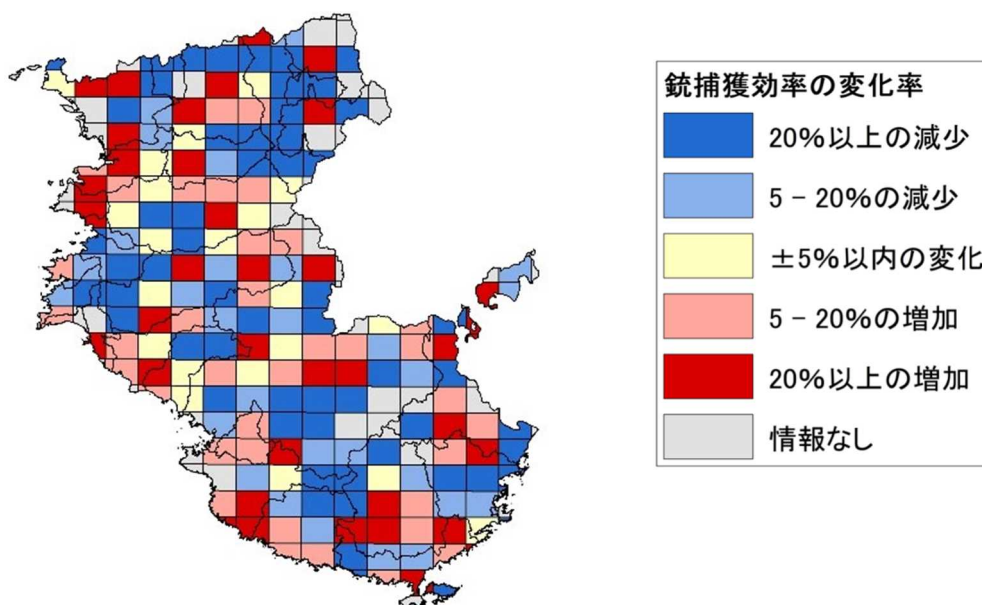 銃捕獲効率の変化率
20%以上の減少
5 - 20%の減少
±5%以内の変化
5 - 20%の増加
20%以上の増加
情報なし